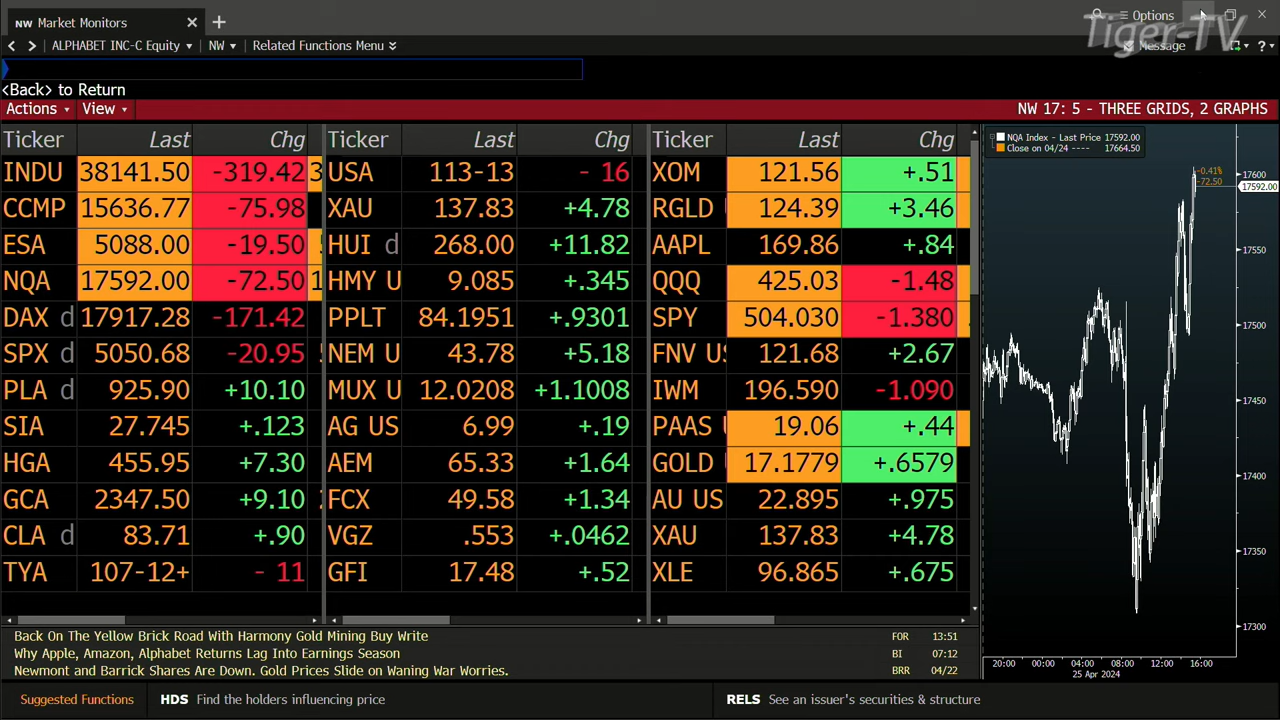 NW Market Monitors
Options
Tiger-TV
ALPHABET INC-C Equity NW Related Functions Menu
Message
<Back> to Return
Actions View NW 17: 5 - THREE GRIDS, 2 GRAPHS
Ticker Last Chg Ticker Last Chg Ticker Last Chg
INDU 38141.50 -319.42 3 USA 113-13 - 16 XOM 121.56 +.51
CCMP 15636.77 -75.98 XAU 137.83 +4.78 RGLD 124.39 +3.46
ESA 5088.00 -19.50 HUI d 268.00 +11.82 AAPL 169.86 +.84
NQA 17592.00 -72.50 1 HMY U 9.085 +.345 QQQ 425.03 -1.48
DAX d 17917.28 -171.42 PPLT 84.1951 +.9301 SPY 504.030 -1.380
SPX d 5050.68 -20.95 NEM U 43.78 +5.18 FNV US 121.68 +2.67
PLA d 925.90 +10.10 MUX U 12.0208 +1.1008 IWM 196.590 -1.090
SIA 27.745 +.123 AG US 6.99 +.19 PAAS U 19.06 +.44
HGA 455.95 +7.30 AEM 65.33 +1.64 GOLD 17.1779 +.6579
GCA 2347.50 +9.10 FCX 49.58 +1.34 AU US 22.895 +.975
CLA d 83.71 +.90 VGZ .553 +.0462 XAU 137.83 +4.78
TYA 107-12+ - 11 GFI 17.48 +.52 XLE 96.865 +.675
NQA Index - Last Price 17592.00
Close on 04/24 ---- 17664.50
-0.41%
-72.50
17600
17592.00
17550
17500
17450
17400
17350
17300
20:00 00:00 04:00 08:00 12:00 16:00
25 Apr 2024
Back On The Yellow Brick Road With Harmony Gold Mining Buy Write FOR 13:51
Why Apple, Amazon, Alphabet Returns Lag Into Earnings Season BI 07:12
Newmont and Barrick Shares Are Down. Gold Prices Slide on Waning War Worries. BRR 04/22
Suggested Functions HDS Find the holders influencing price RELS See an issuer's securities & structure